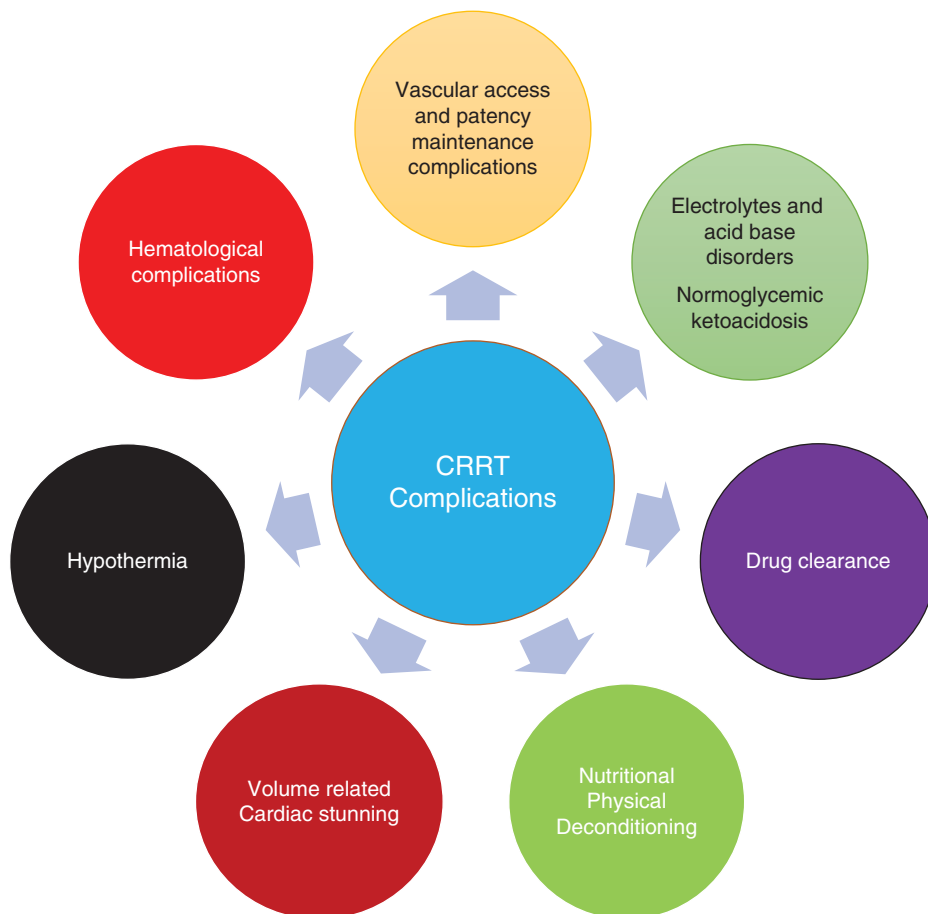 Vascular access
and patency
maintenance
complications
Electrolytes and
acid base
disorders
Normoglycemic
ketoacidosis
Hematological
complications
CRRT
Complications
Hypothermia
Drug clearance
Volume related
Cardiac stunning
Nutritional
Physical
Deconditioning